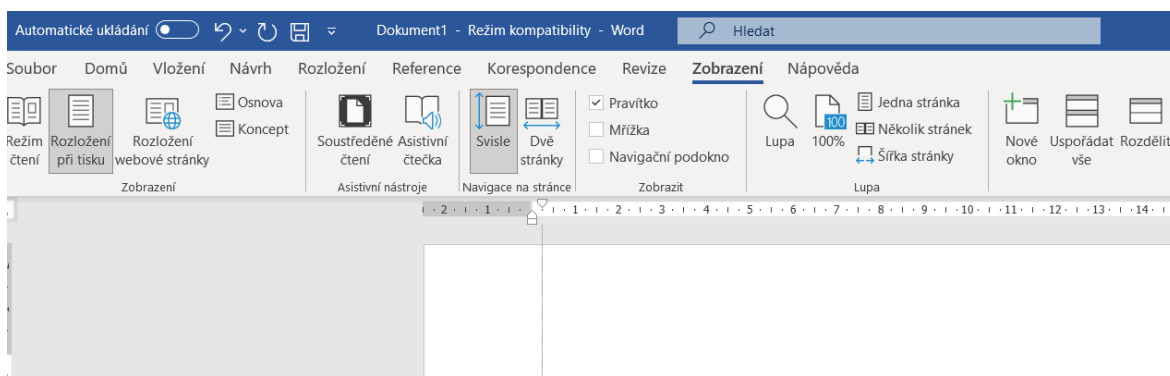 Automatické ukládání Dokument1 - Režim kompatibility - Word Hledat
Soubor Domů Vložení Návrh Rozložení Reference Korespondence Revize Zobrazení Nápověda
Režim čtení
Rozložení při tisku
Rozložení webové stránky
Osnova
Koncept
Zobrazení
Soustředěné čtení
Asistivní čtečka
Asistivní nástroje
Svisle
Dvě stránky
Navigace na stránce
Pravítko
Mřížka
Navigační podokno
Zobrazit
Lupa
100%
100
Jedna stránka
Několik stránek
Šířka stránky
Lupa
Nové okno
Uspořádat vše
Rozdělit
2 1 1 2 3 4 5 6 7 8 9 10 11 12 13 14